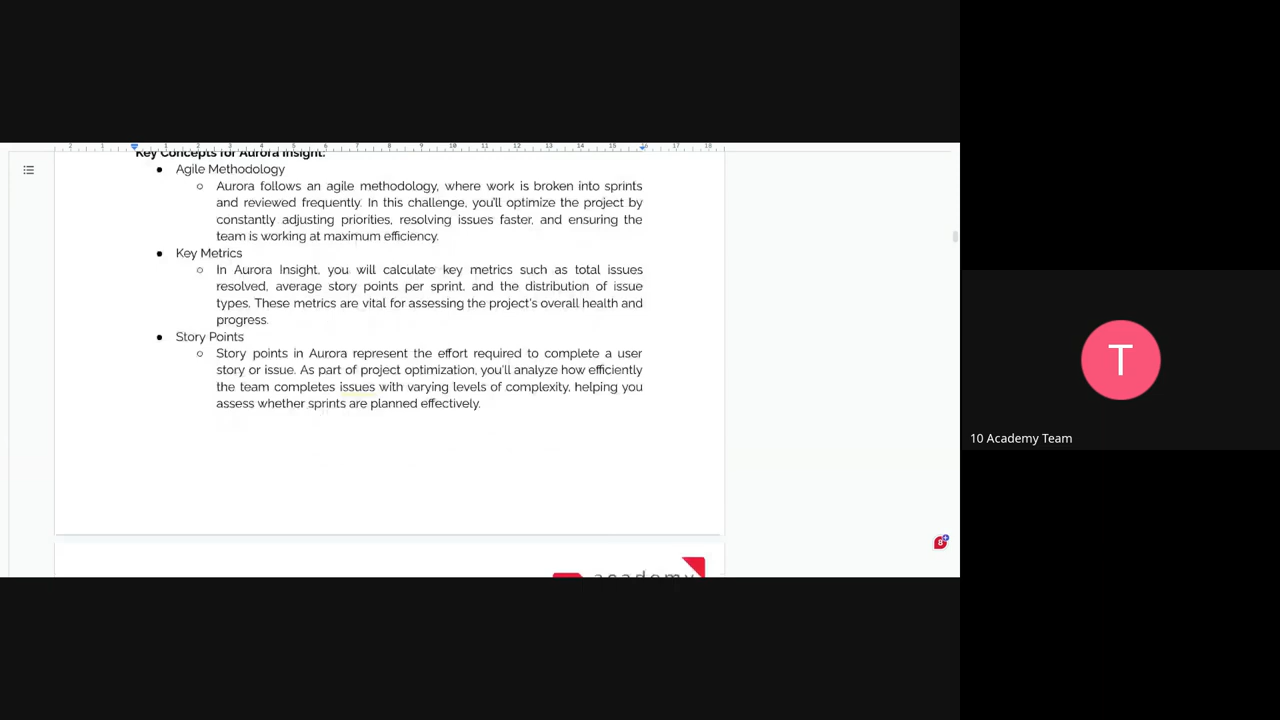 Key Concepts for Aurora Insight:
● Agile Methodology
○ Aurora follows an agile methodology, where work is broken into sprints
and reviewed frequently. In this challenge, you'll optimize the project by
constantly adjusting priorities, resolving issues faster, and ensuring the
team is working at maximum efficiency.
● Key Metrics
○ In Aurora Insight, you will calculate key metrics such as total issues
resolved, average story points per sprint, and the distribution of issue
types. These metrics are vital for assessing the project's overall health and
progress.
● Story Points
○ Story points in Aurora represent the effort required to complete a user
story or issue. As part of project optimization, you'll analyze how efficiently
the team completes issues with varying levels of complexity, helping you
assess whether sprints are planned effectively.
academy
T
10 Academy Team